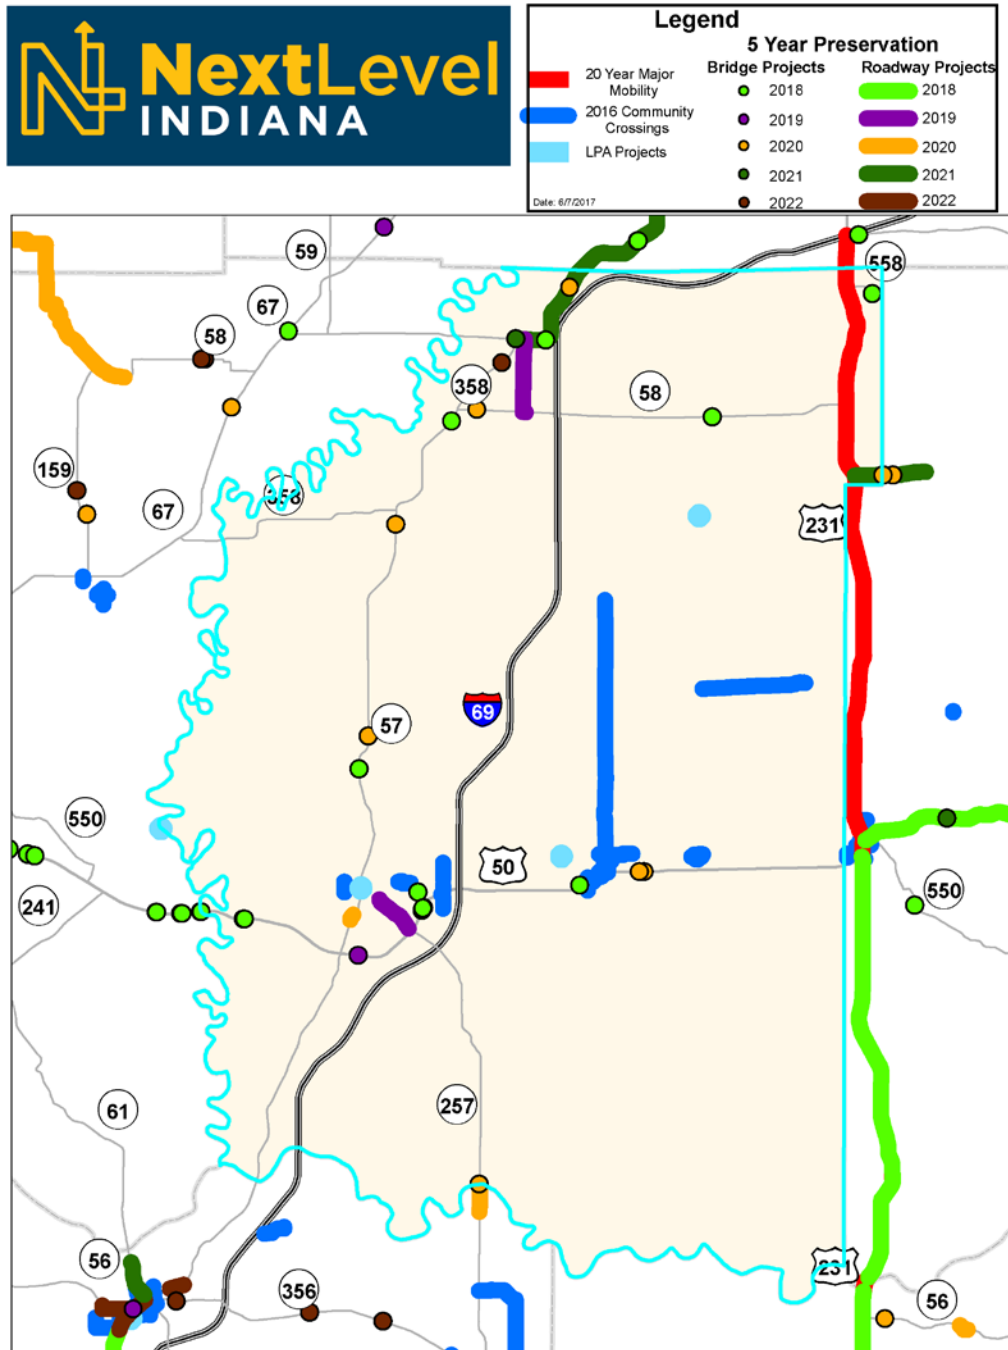 NextLevel
INDIANA
Legend
5 Year Preservation
Bridge Projects
Roadway Projects
20 Year Major
Mobility
2016 Community
Crossings
LPA Projects
2018
2019
2020
2021
2022
2018
2019
2020
2021
2022
Date: 6/7/2017
59
558
67
58
358
58
159
67
358
231
69
57
550
50
241
550
61
257
56
231
356
56